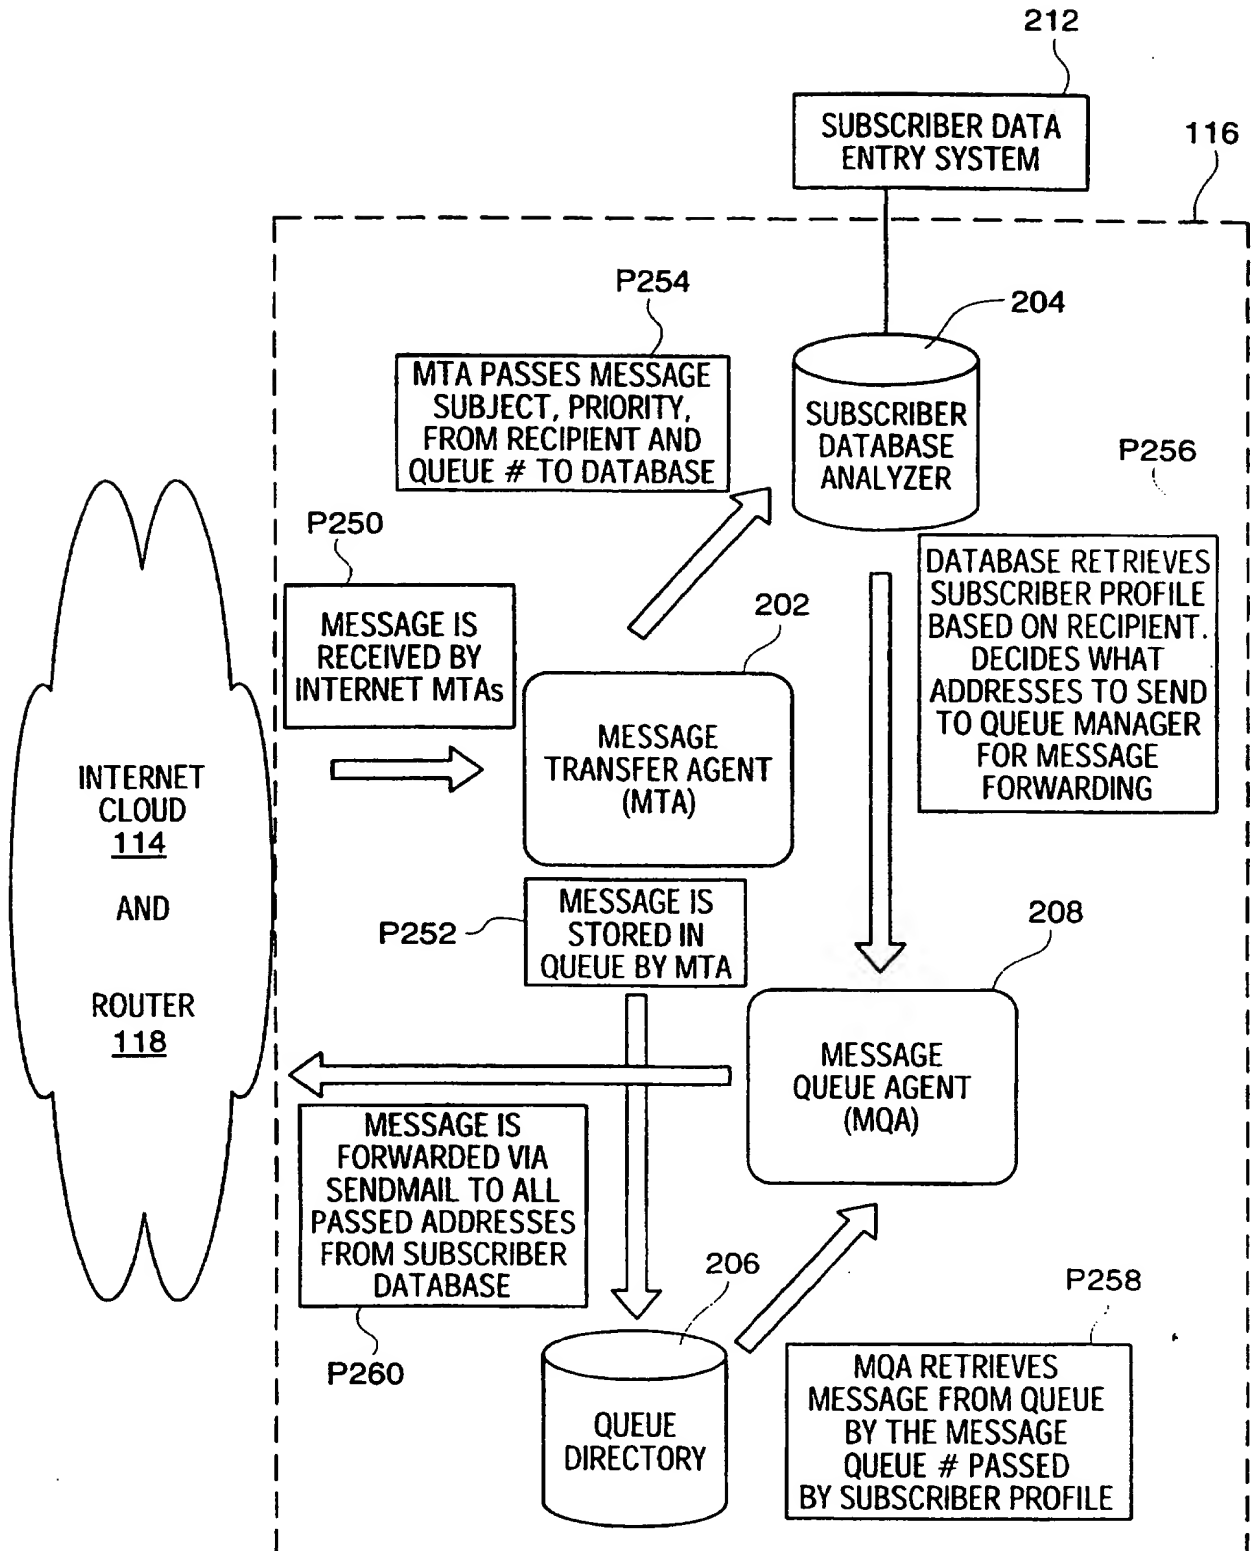 212
SUBSCRIBER DATA
ENTRY SYSTEM
116
P254
204
MTA PASSES MESSAGE
SUBJECT, PRIORITY,
FROM RECIPIENT AND
QUEUE # TO DATABASE
SUBSCRIBER
DATABASE
ANALYZER
P256
P250
MESSAGE IS
RECEIVED BY
INTERNET MTAs
202
DATABASE RETRIEVES
SUBSCRIBER PROFILE
BASED ON RECIPIENT.
DECIDES WHAT
ADDRESSES TO SEND
TO QUEUE MANAGER
FOR MESSAGE
FORWARDING
MESSAGE
TRANSFER AGENT
(MTA)
INTERNET
CLOUD
114
AND
ROUTER
118
P252
MESSAGE IS
STORED IN
QUEUE BY MTA
208
MESSAGE
QUEUE AGENT
(MQA)
MESSAGE IS
FORWARDED VIA
SENDMAIL TO ALL
PASSED ADDRESSES
FROM SUBSCRIBER
DATABASE
P260
206
QUEUE
DIRECTORY
P258
MQA RETRIEVES
MESSAGE FROM QUEUE
BY THE MESSAGE
QUEUE # PASSED
BY SUBSCRIBER PROFILE